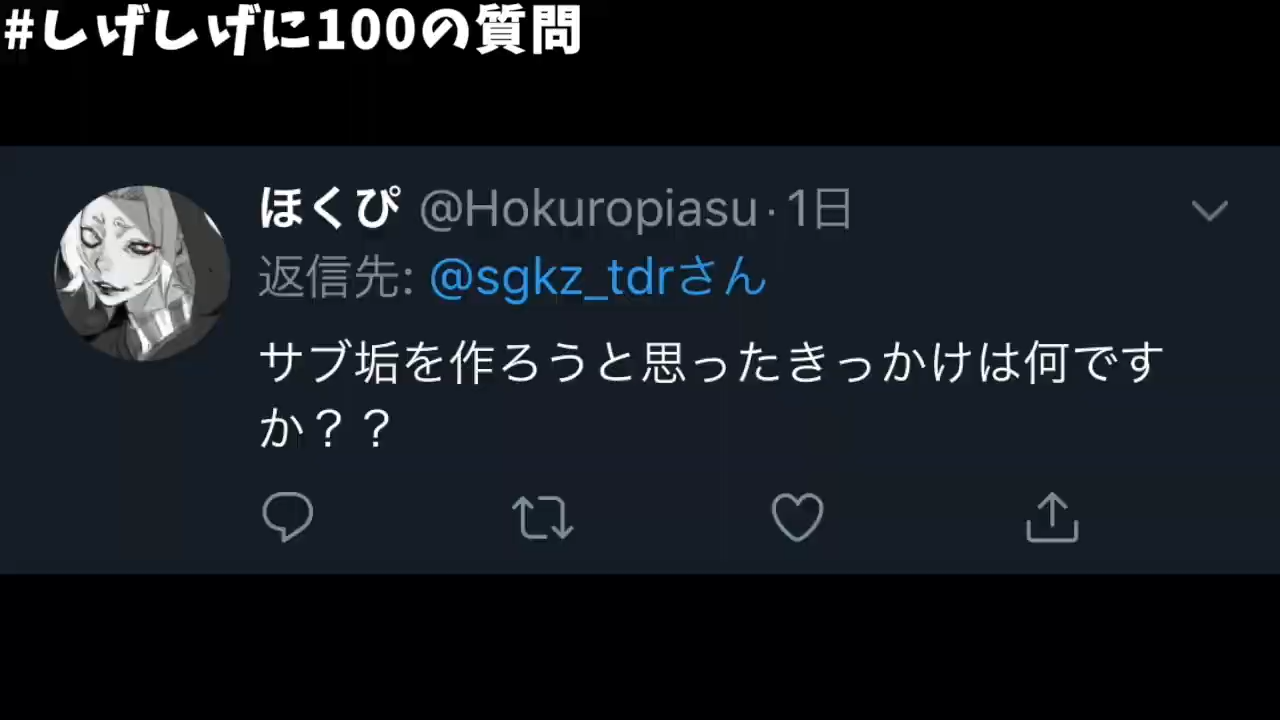 #しげしげに100の質問
ほくぴ @Hokuropiasu · 1日
返信先: @sgkz_tdrさん
サブ垢を作ろうと思ったきっかけは何です
か？？